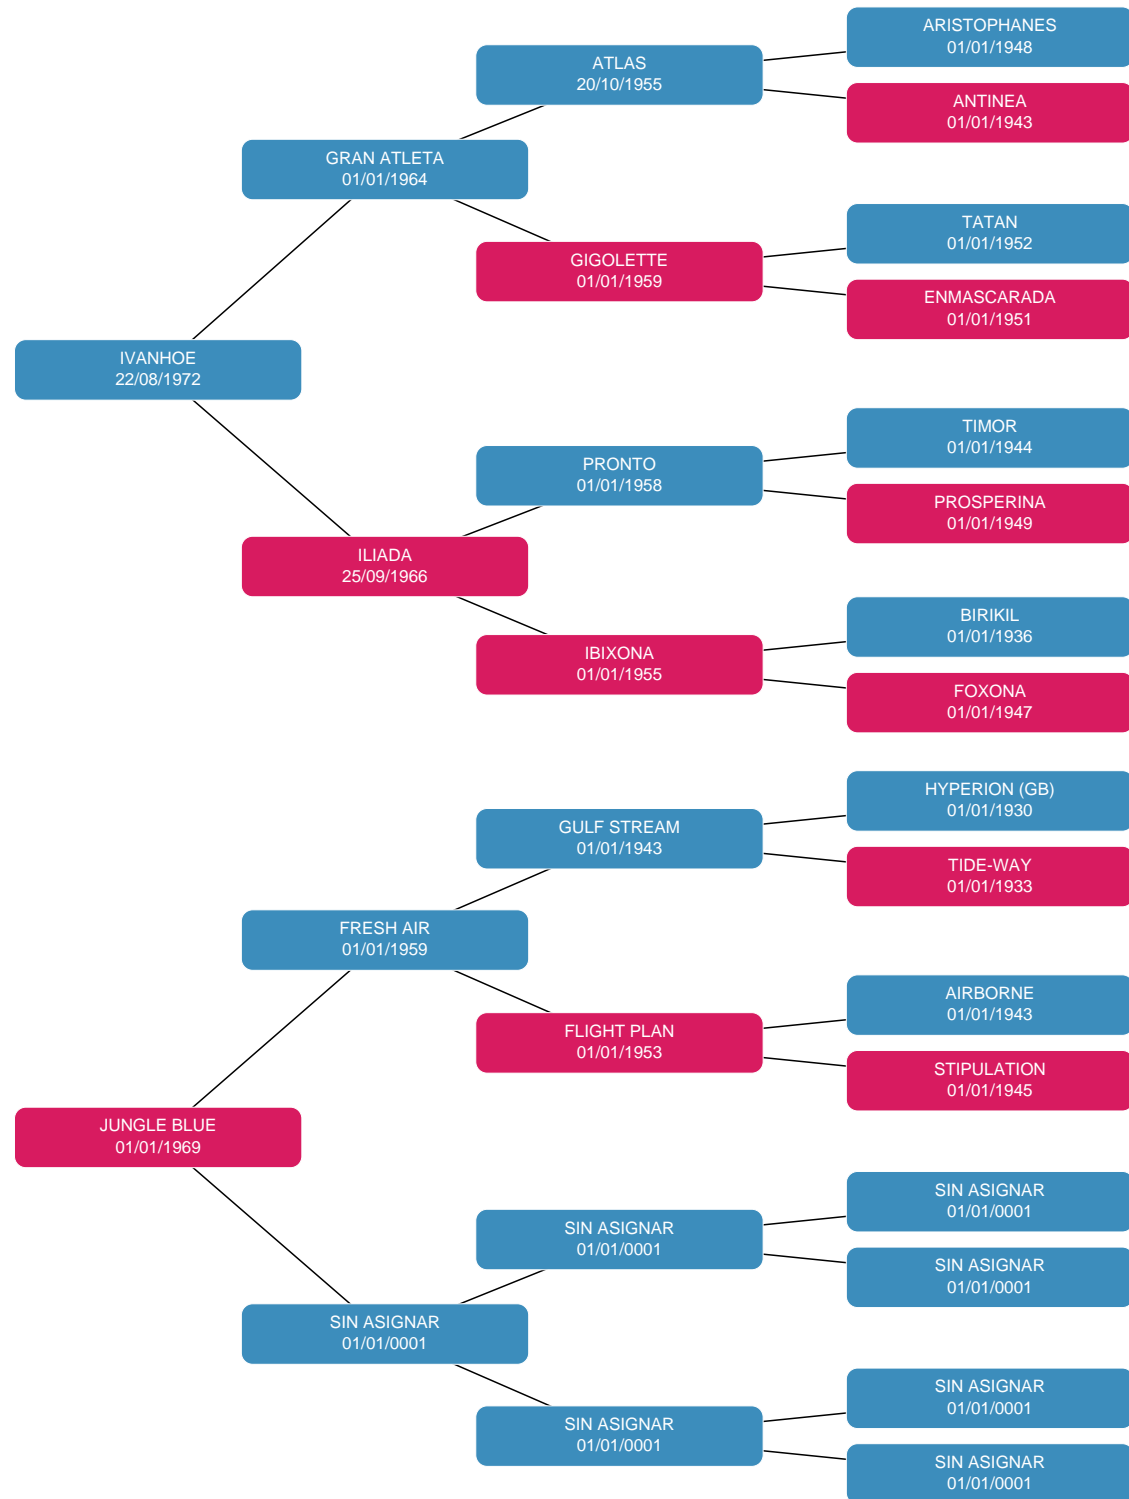 ARISTOPHANES
01/01/1948
ATLAS
20/10/1955
ANTINEA
01/01/1943
GRAN ATLETA
01/01/1964
TATAN
01/01/1952
GIGOLETTE
01/01/1959
ENMASCARADA
01/01/1951
IVANHOE
22/08/1972
TIMOR
01/01/1944
PRONTO
01/01/1958
PROSPERINA
01/01/1949
ILIADA
25/09/1966
BIRIKIL
01/01/1936
IBIXONA
01/01/1955
FOXONA
01/01/1947
HYPERION (GB)
01/01/1930
GULF STREAM
01/01/1943
TIDE-WAY
01/01/1933
FRESH AIR
01/01/1959
AIRBORNE
01/01/1943
FLIGHT PLAN
01/01/1953
STIPULATION
01/01/1945
JUNGLE BLUE
01/01/1969
SIN ASIGNAR
01/01/0001
SIN ASIGNAR
01/01/0001
SIN ASIGNAR
01/01/0001
SIN ASIGNAR
01/01/0001
SIN ASIGNAR
01/01/0001
SIN ASIGNAR
01/01/0001
SIN ASIGNAR
01/01/0001